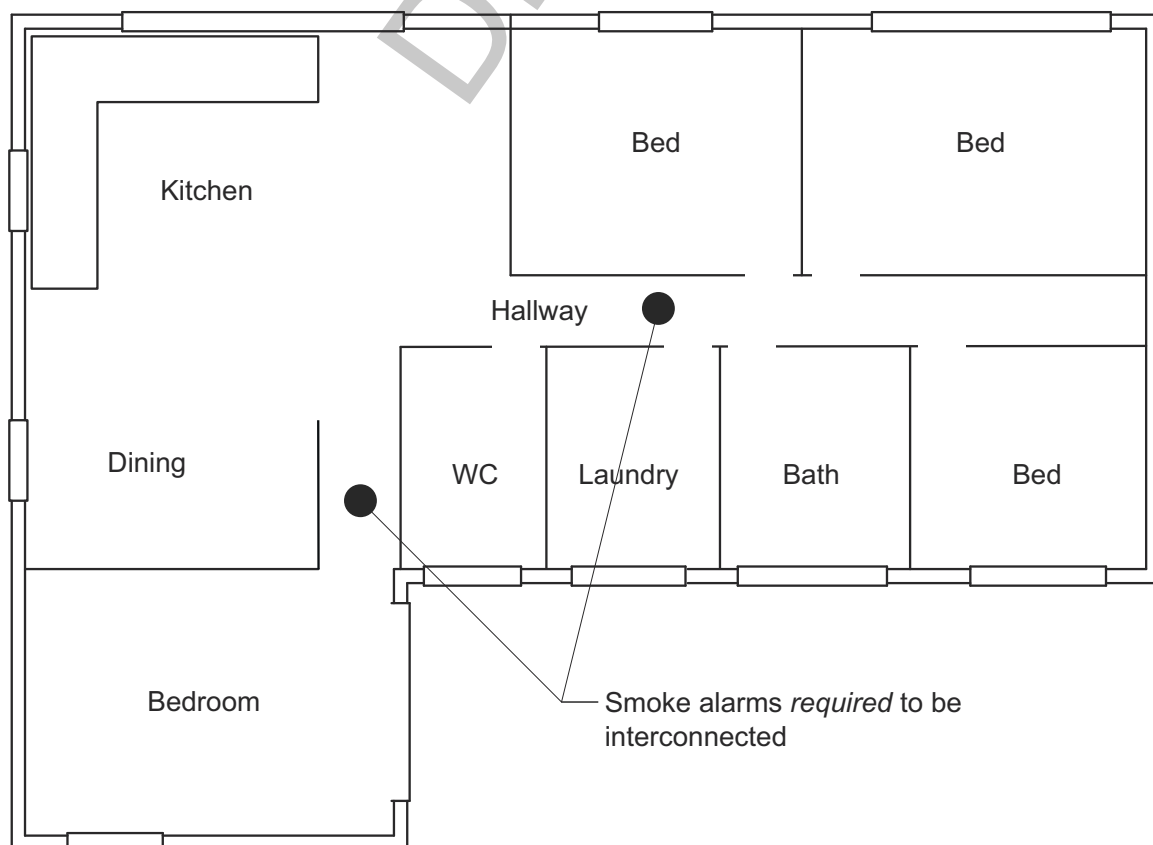 Bed
Bed
Kitchen
Hallway
Dining
WC
Laundry
Bath
Bed
Bedroom
Smoke alarms required to be
interconnected